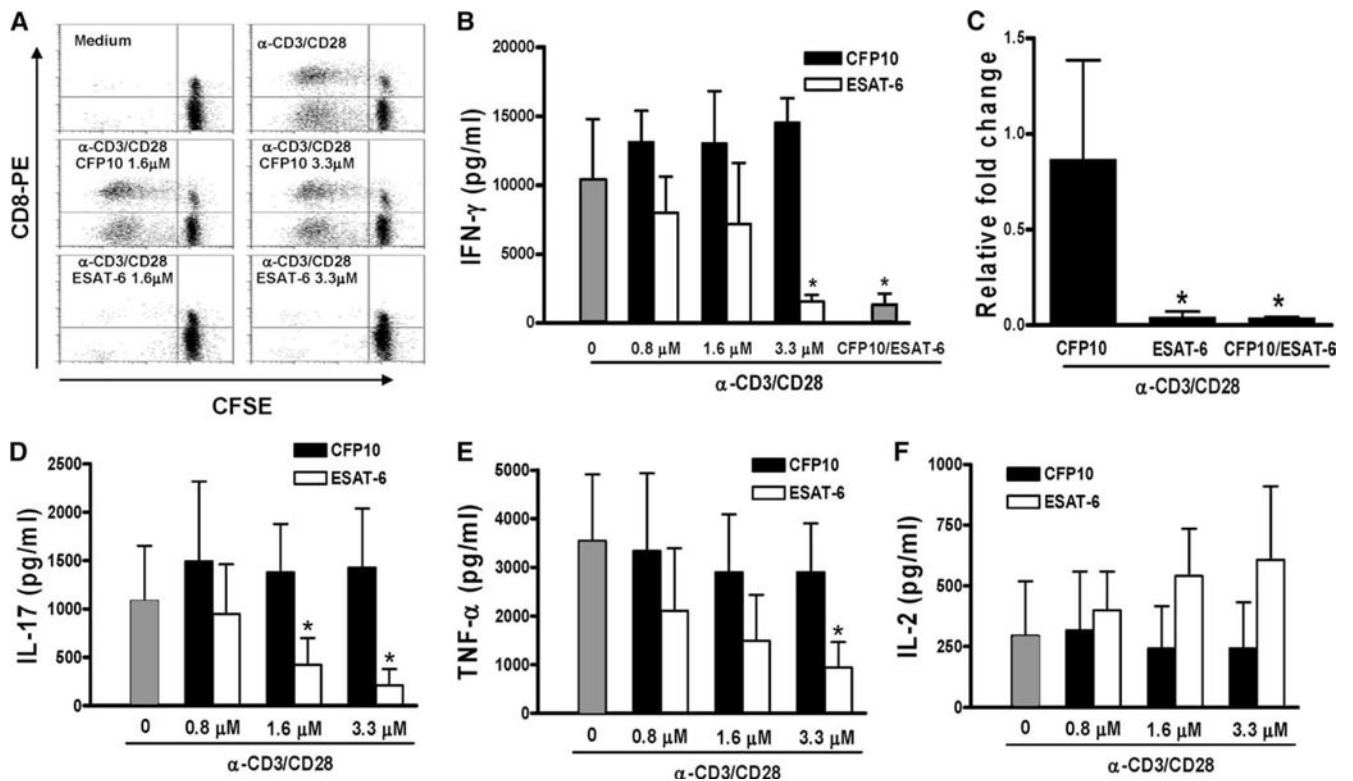 A
Medium
α-CD3/CD28
α-CD3/CD28
CFP10 1.6μM
α-CD3/CD28
CFP10 3.3μM
α-CD3/CD28
ESAT-6 1.6μM
α-CD3/CD28
ESAT-6 3.3μM
CD8-PE
CFSE
B
CFP10
ESAT-6
IFN-γ (pg/ml)
20000
15000
10000
5000
0
*
*
0 0.8 μM 1.6 μM 3.3 μM CFP10/ESAT-6
α-CD3/CD28
C
Relative fold change
1.5
1.0
0.5
0.0
*
*
CFP10 ESAT-6 CFP10/ESAT-6
α-CD3/CD28
D
CFP10
ESAT-6
IL-17 (pg/ml)
2500
2000
1500
1000
500
0
*
*
0 0.8 μM 1.6 μM 3.3 μM
α-CD3/CD28
E
CFP10
ESAT-6
TNF-α (pg/ml)
5000
4000
3000
2000
1000
0
*
0 0.8 μM 1.6 μM 3.3 μM
α-CD3/CD28
F
CFP10
ESAT-6
IL-2 (pg/ml)
1000
750
500
250
0
0 0.8 μM 1.6 μM 3.3 μM
α-CD3/CD28